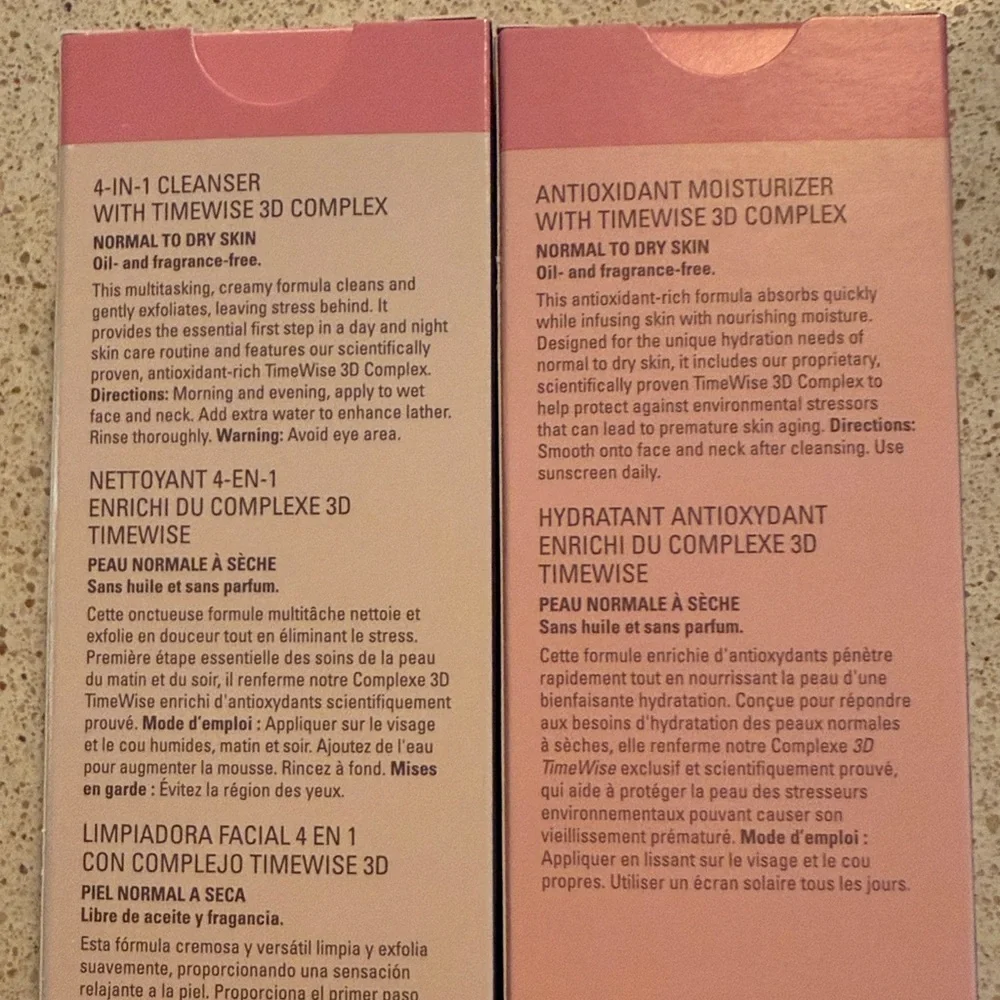 4-IN-1 CLEANSER
WITH TIMEWISE 3D COMPLEX
NORMAL TO DRY SKIN
Oil- and fragrance-free.
This multitasking, creamy formula cleans and
gently exfoliates, leaving stress behind. It
provides the essential first step in a day and night
skin care routine and features our scientifically
proven, antioxidant-rich TimeWise 3D Complex.
Directions: Morning and evening, apply to wet
face and neck. Add extra water to enhance lather.
Rinse thoroughly. Warning: Avoid eye area.
NETTOYANT 4-EN-1
ENRICHI DU COMPLEXE 3D
TIMEWISE
PEAU NORMALE À SÈCHE
Sans huile et sans parfum.
Cette onctueuse formule multitâche nettoie et
exfolie en douceur tout en éliminant le stress.
Première étape essentielle des soins de la peau
du matin et du soir, il renferme notre Complexe 3D
TimeWise enrichi d'antioxydants scientifiquement
prouvé. Mode d'emploi : Appliquer sur le visage
et le cou humides, matin et soir. Ajoutez de l'eau
pour augmenter la mousse. Rincez à fond. Mises
en garde : Évitez la région des yeux.
LIMPIADORA FACIAL 4 EN 1
CON COMPLEJO TIMEWISE 3D
PIEL NORMAL A SECA
Libre de aceite y fragancia.
Esta fórmula cremosa y versátil limpia y exfolia
suavemente, proporcionando una sensación
relajante a la piel. Proporciona el primer paso
ANTIOXIDANT MOISTURIZER
WITH TIMEWISE 3D COMPLEX
NORMAL TO DRY SKIN
Oil- and fragrance-free.
This antioxidant-rich formula absorbs quickly
while infusing skin with nourishing moisture.
Designed for the unique hydration needs of
normal to dry skin, it includes our proprietary,
scientifically proven TimeWise 3D Complex to
help protect against environmental stressors
that can lead to premature skin aging. Directions:
Smooth onto face and neck after cleansing. Use
sunscreen daily.
HYDRATANT ANTIOXYDANT
ENRICHI DU COMPLEXE 3D
TIMEWISE
PEAU NORMALE À SÈCHE
Sans huile et sans parfum.
Cette formule enrichie d'antioxydants pénètre
rapidement tout en nourrissant la peau d'une
bienfaisante hydratation. Conçue pour répondre
aux besoins d'hydratation des peaux normales
à sèches, elle renferme notre Complexe 3D
TimeWise exclusif et scientifiquement prouvé,
qui aide à protéger la peau des stresseurs
environnementaux pouvant causer son
vieillissement prématuré. Mode d'emploi :
Appliquer en lissant sur le visage et le cou
propres. Utiliser un écran solaire tous les jours.